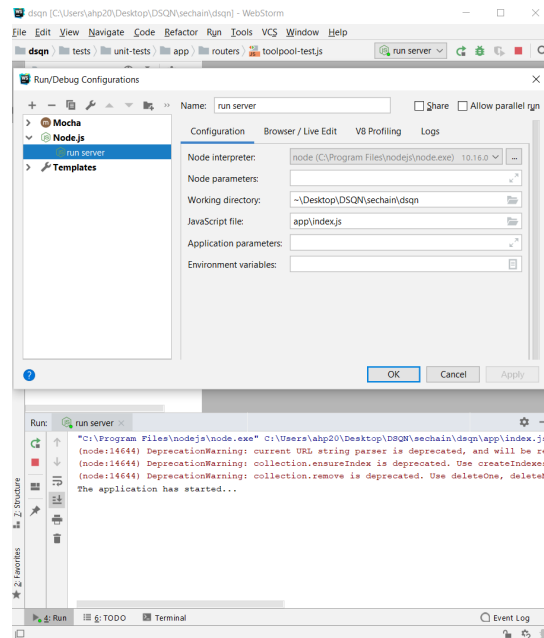 dsqn [C:\Users\ahp20\Desktop\DSQN\sechain\dsqn] - WebStorm
File Edit View Navigate Code Refactor Run Tools VCS Window Help
dsqn tests unit-tests app routers toolpool-test.js run server
Run/Debug Configurations
Name: run server Share Allow parallel run
Mocha
Node.js
run server
Templates
Configuration Browser / Live Edit V8 Profiling Logs
Node interpreter: node (C:\Program Files\nodejs\node.exe) 10.16.0 ...
Node parameters:
Working directory: ~\Desktop\DSQN\sechain\dsqn
JavaScript file: app\index.js
Application parameters:
Environment variables:
? OK Cancel Apply
Run: run server
"C:\Program Files\nodejs\node.exe" C:\Users\ahp20\Desktop\DSQN\sechain\dsqn\app\index.js
(node:14644) DeprecationWarning: current URL string parser is deprecated, and will be re
(node:14644) DeprecationWarning: collection.ensureIndex is deprecated. Use createIndexes
(node:14644) DeprecationWarning: collection.remove is deprecated. Use deleteOne, deleteM
The application has started...
7: Structure
2: Favorites
4: Run 6: TODO Terminal Event Log